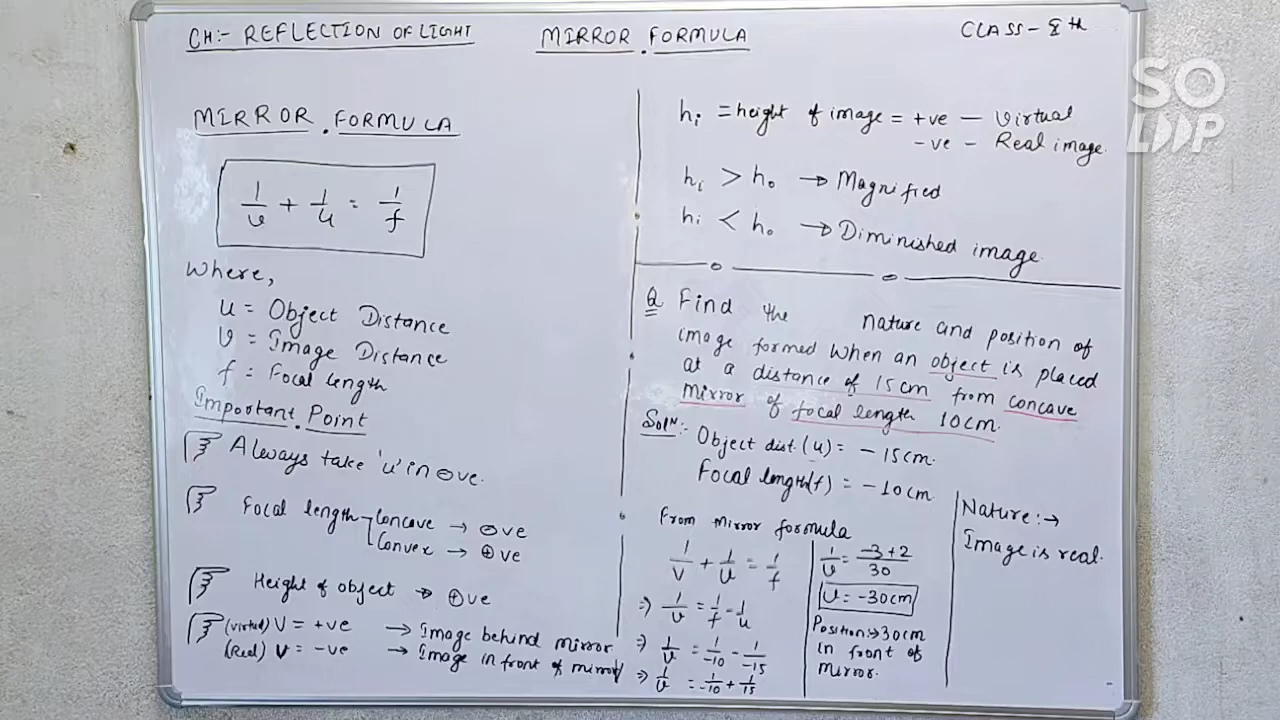 CH:- REFLECTION OF LIGHT
MIRROR FORMULA
CLASS- X th
SO
LOOP
MIRROR FORMULA
1/v + 1/u = 1/f
Where,
u = Object Distance
v = Image Distance
f = Focal length
Important Point
Always take 'u' in ⊖ve.
Focal length
Concave → ⊖ve
Convex → ⊕ve
Height of object → ⊕ve
(virtual) V = +ve → Image behind mirror
(Real) V = -ve → Image in front of mirror
hi = height of image = +ve — Virtual
-ve - Real image.
hi > ho → Magnified
hi < ho → Diminished image
Q Find the nature and position of
image formed when an object is placed
at a distance of 15cm from concave
mirror of focal length 10cm.
SolN:- Object dist. (u) = -15cm.
Focal length(f) = -10cm
From mirror formula
1/v + 1/u = 1/f
⇒ 1/v = 1/f - 1/u
⇒ 1/v = 1/-10 - 1/-15
⇒ 1/v = 1/-10 + 1/15
1/v = -3+2/30
v = -30cm
Position :→ 30cm
in front of
mirror.
Nature:→
Image is real.